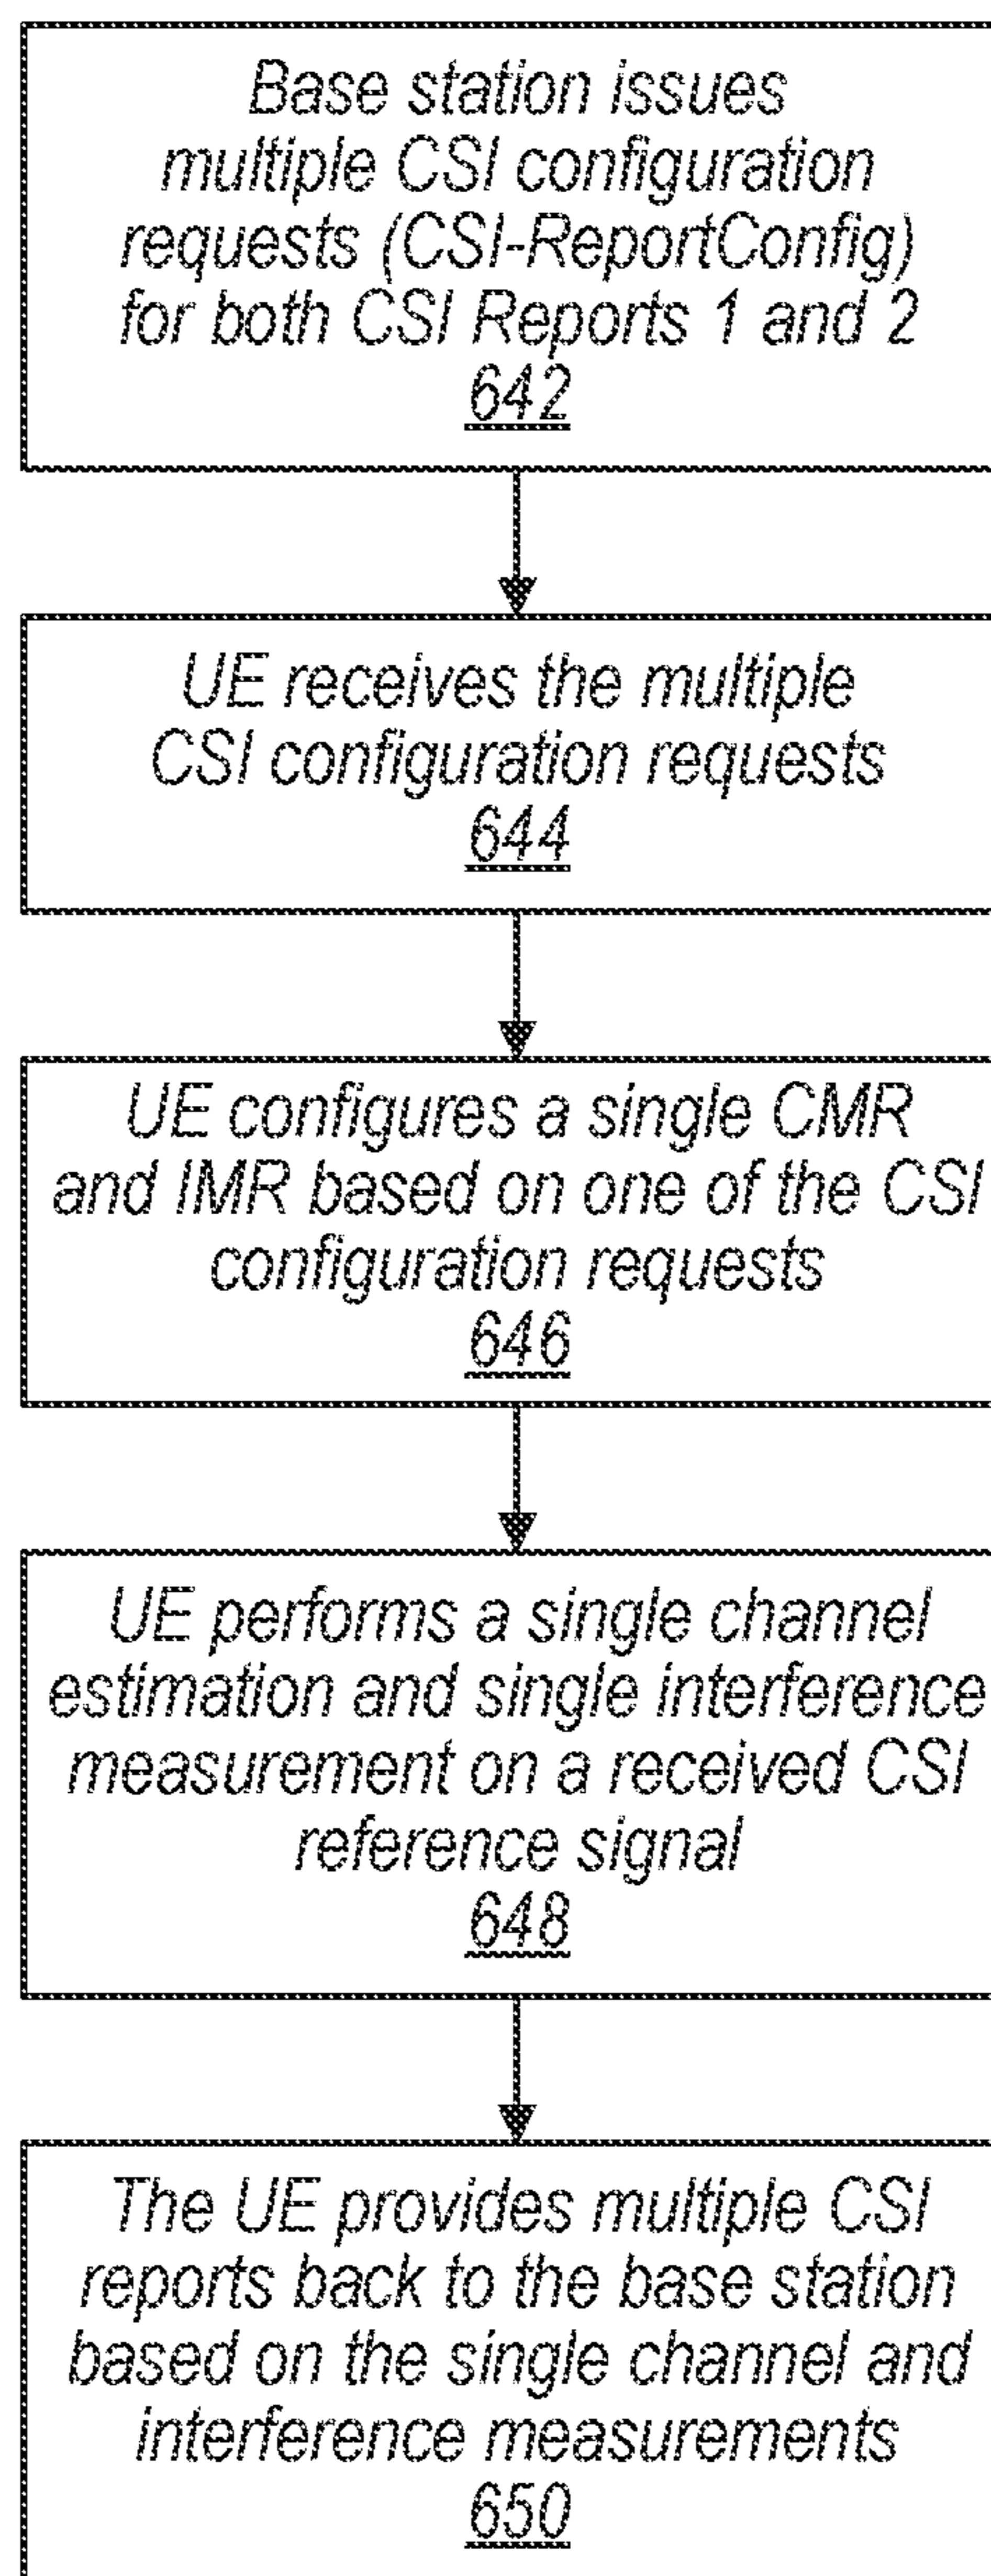 Base station issues
multiple CSI configuration
requests (CSI-ReportConfig)
for both CSI Reports 1 and 2
642
UE receives the multiple
CSI configuration requests
644
UE configures a single CMR
and IMR based on one of the CSI
configuration requests
646
UE performs a single channel
estimation and single interference
measurement on a received CSI
reference signal
648
The UE provides multiple CSI
reports back to the base station
based on the single channel and
interference measurements
650